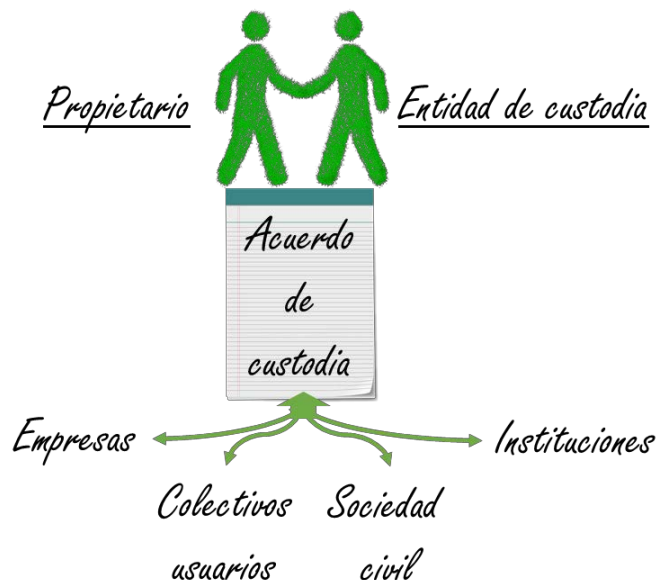 Propietario
Entidad de custodia
Acuerdo
de
custodia
Empresas
Instituciones
Colectivos
usuarios
Sociedad
civil